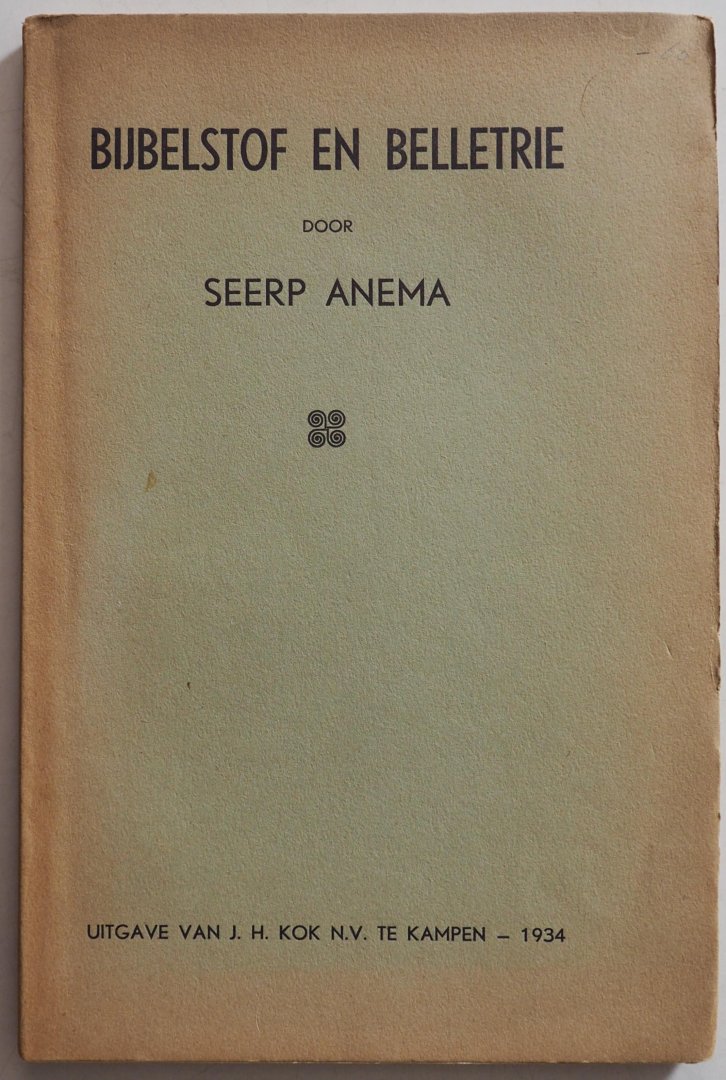 BIJBELSTOF EN BELLETRIE
DOOR
SEERP ANEMA
UITGAVE VAN J. H. KOK N.V. TE KAMPEN – 1934